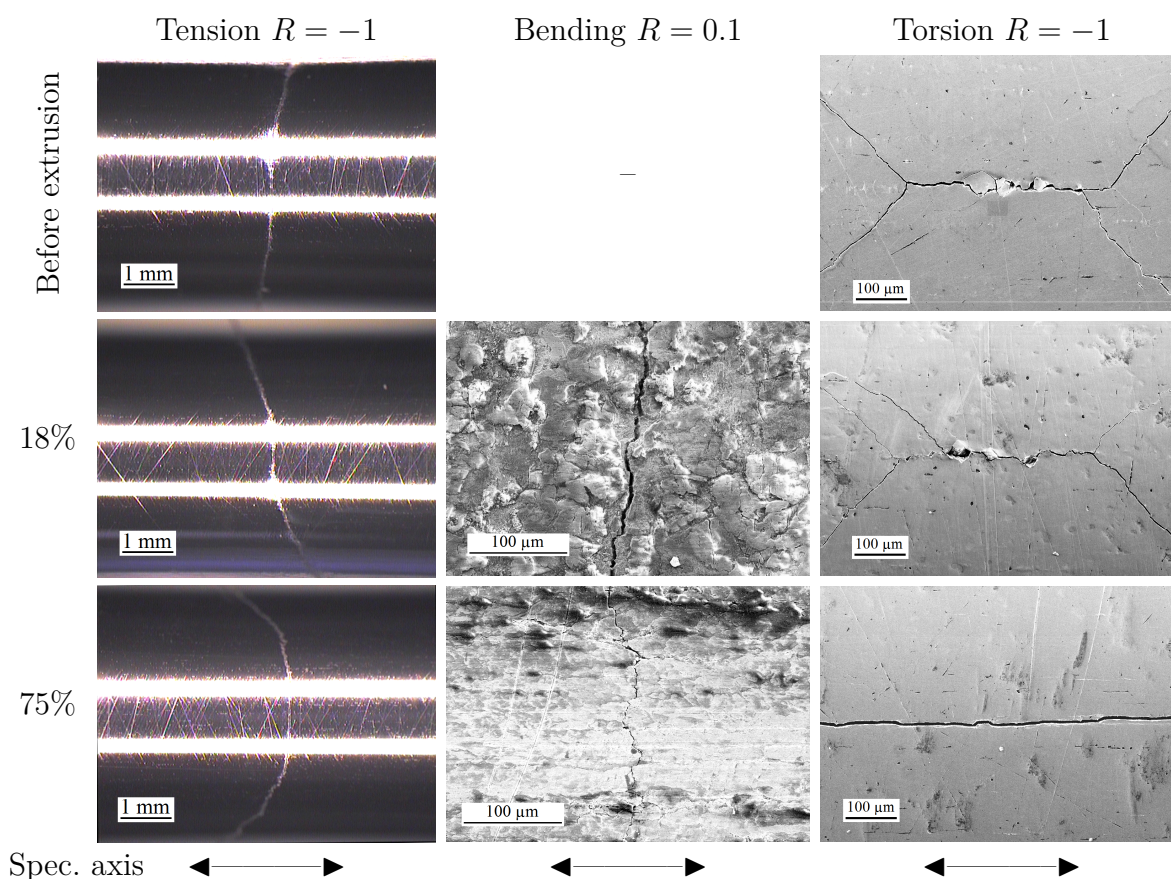 Tension R = −1
Bending R = 0.1
Torsion R = −1
Before extrusion
1 mm
–
100 µm
18%
1 mm
100 µm
100 µm
75%
1 mm
100 µm
100 µm
Spec. axis